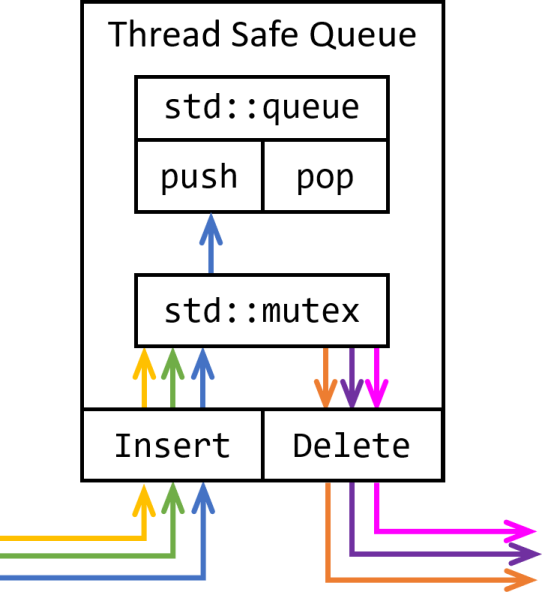 Thread Safe Queue
std::queue
push pop
std::mutex
Insert Delete